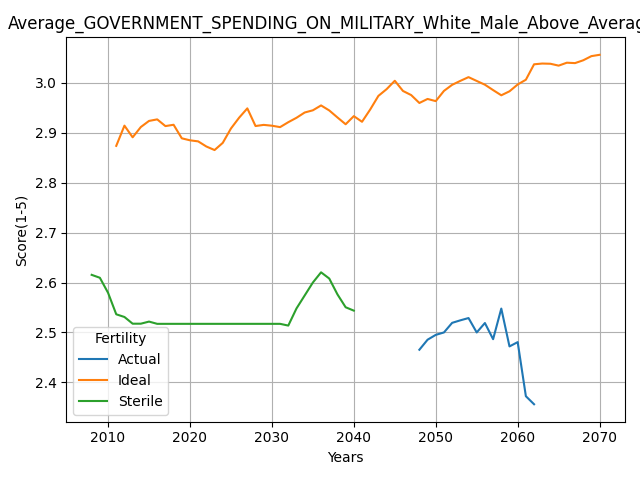 Average_GOVERNMENT_SPENDING_ON_MILITARY_White_Male_Above_Averag
3.0
2.9
2.8
2.7
2.6
2.5
2.4
Score(1-5)
Fertility
Actual
Ideal
Sterile
2010 2020 2030 2040 2050 2060 2070
Years